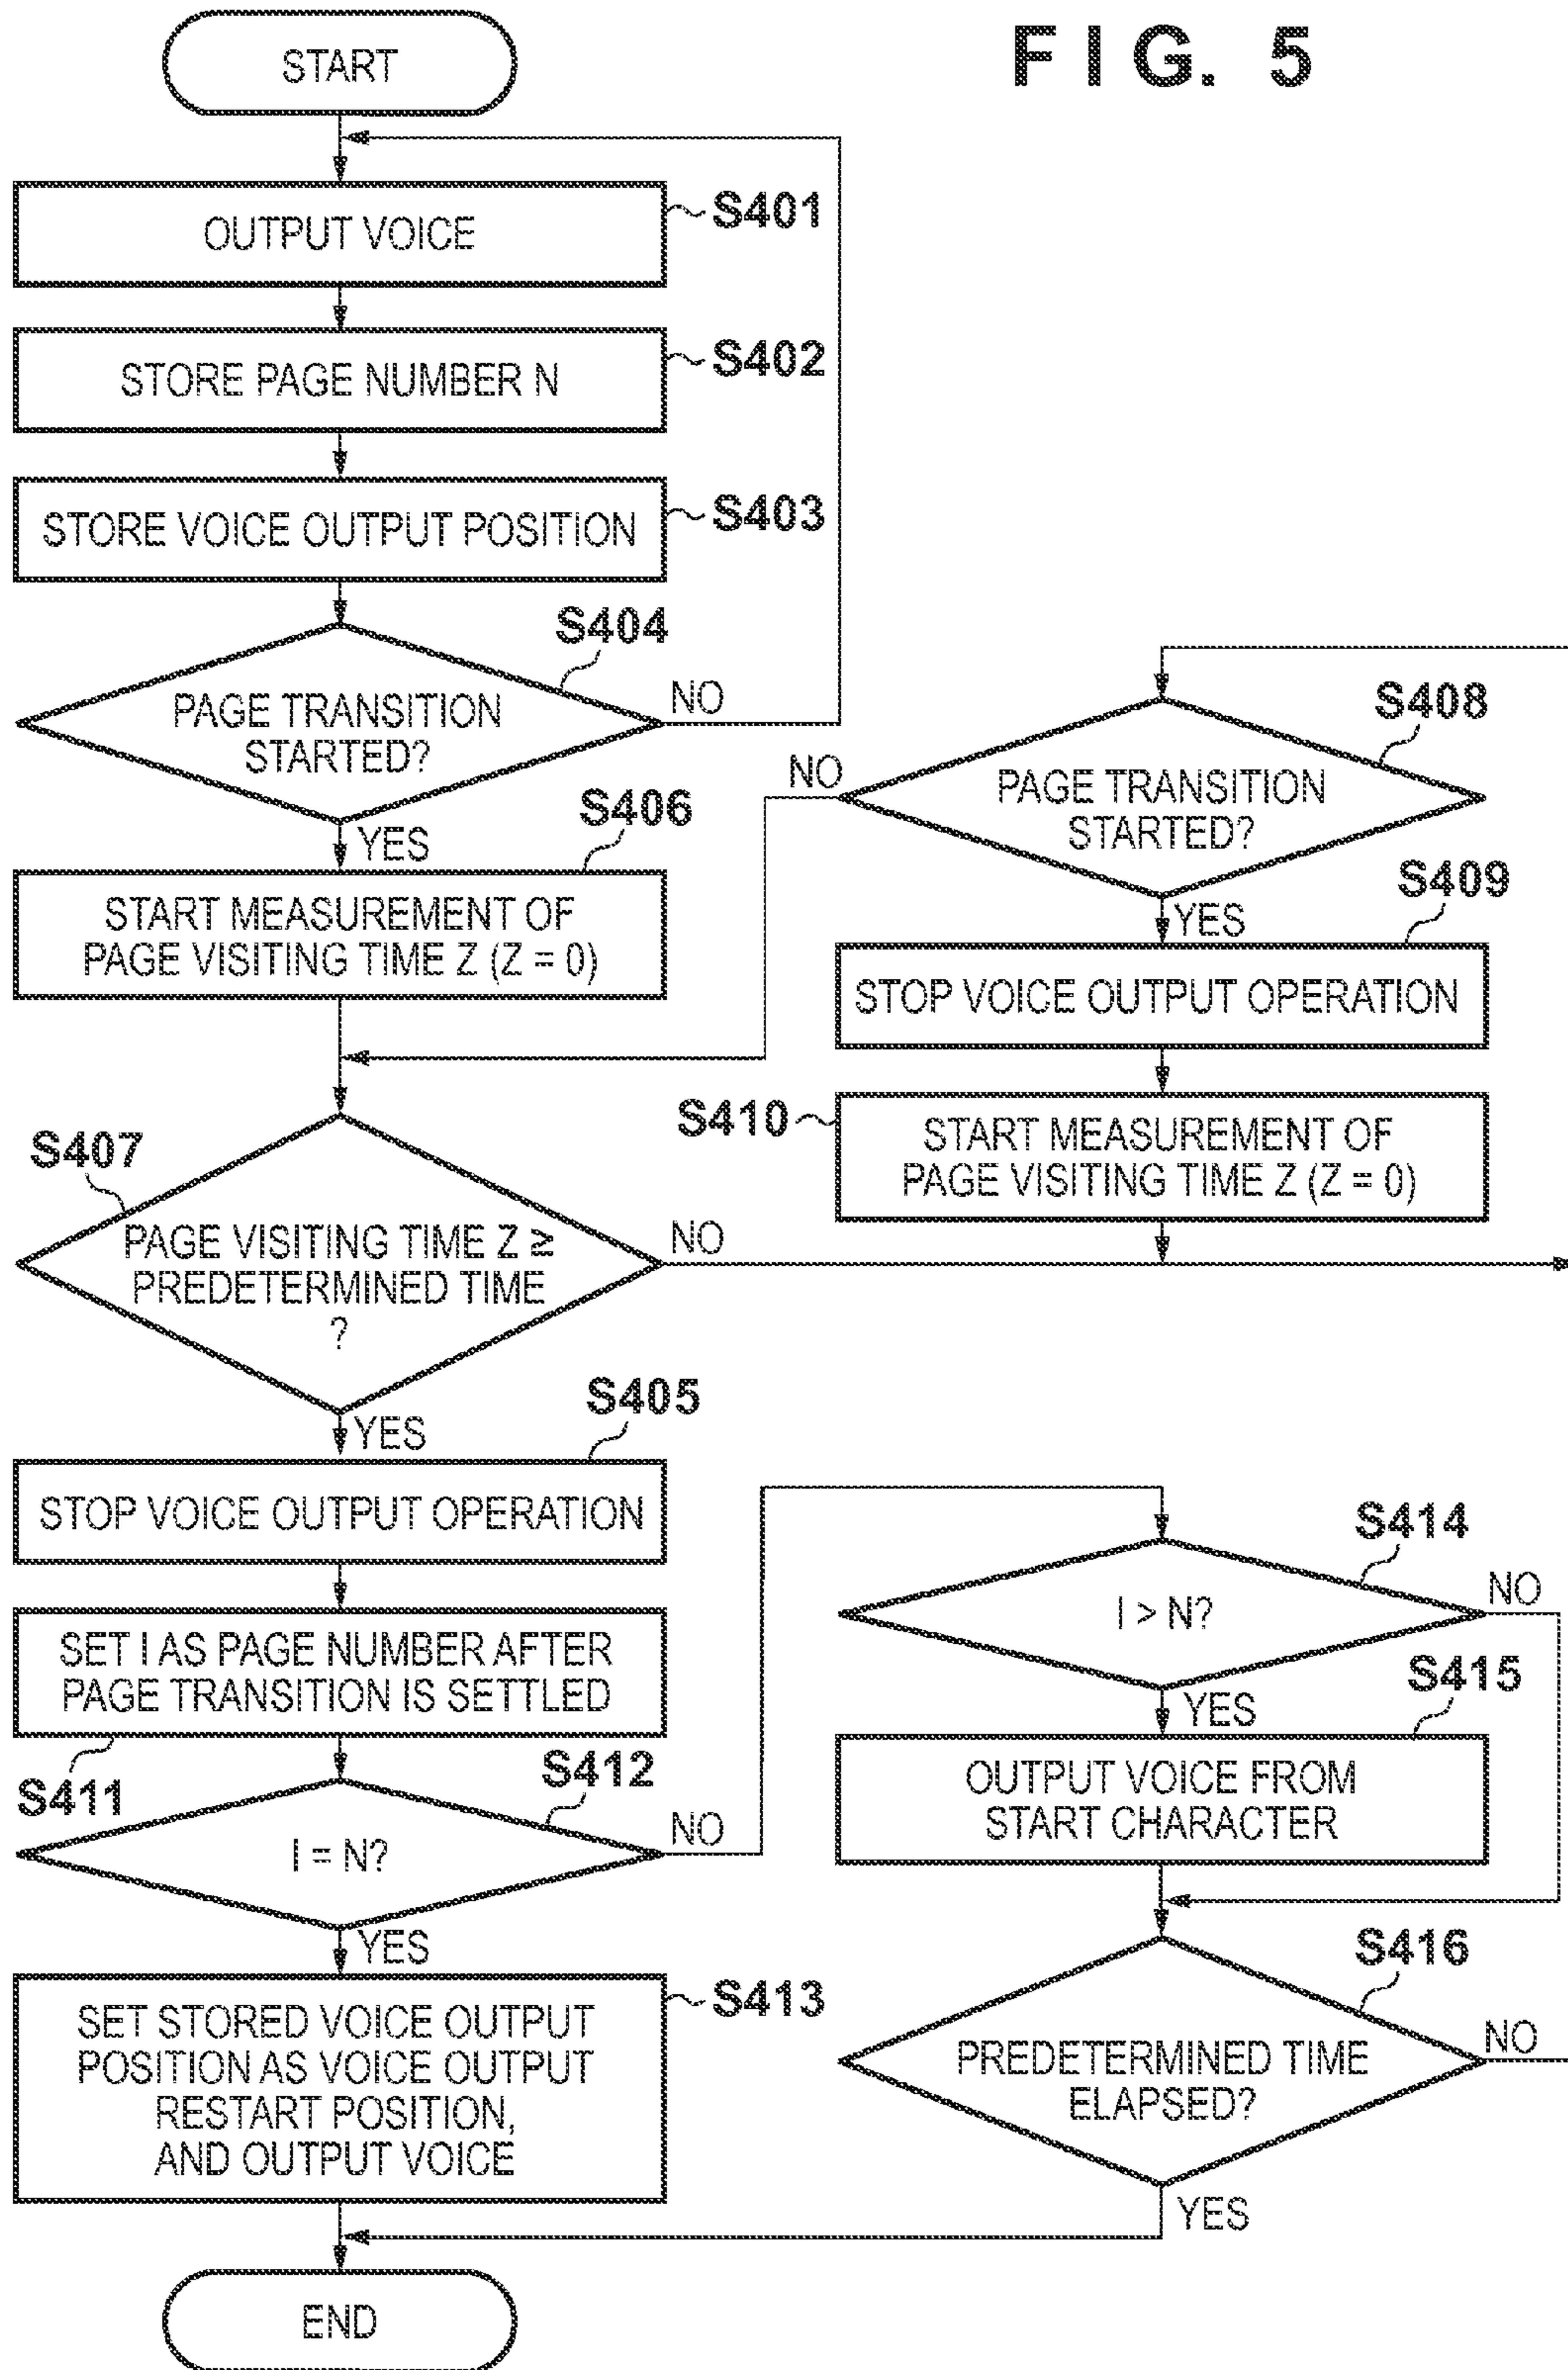 FIG. 5
START
OUTPUT VOICE
S401
STORE PAGE NUMBER N
S402
STORE VOICE OUTPUT POSITION
S403
S404
PAGE TRANSITION
STARTED?
NO
YES
S406
START MEASUREMENT OF
PAGE VISITING TIME Z (Z = 0)
S407
PAGE VISITING TIME Z ≥
PREDETERMINED TIME
?
NO
YES
S408
PAGE TRANSITION
STARTED?
NO
YES
S409
STOP VOICE OUTPUT OPERATION
S410
START MEASUREMENT OF
PAGE VISITING TIME Z (Z = 0)
S405
STOP VOICE OUTPUT OPERATION
SET I AS PAGE NUMBER AFTER
PAGE TRANSITION IS SETTLED
S411
S412
I = N?
NO
YES
SET STORED VOICE OUTPUT
POSITION AS VOICE OUTPUT
RESTART POSITION,
AND OUTPUT VOICE
S413
S414
I > N?
NO
YES
S415
OUTPUT VOICE FROM
START CHARACTER
S416
PREDETERMINED TIME
ELAPSED?
NO
YES
END